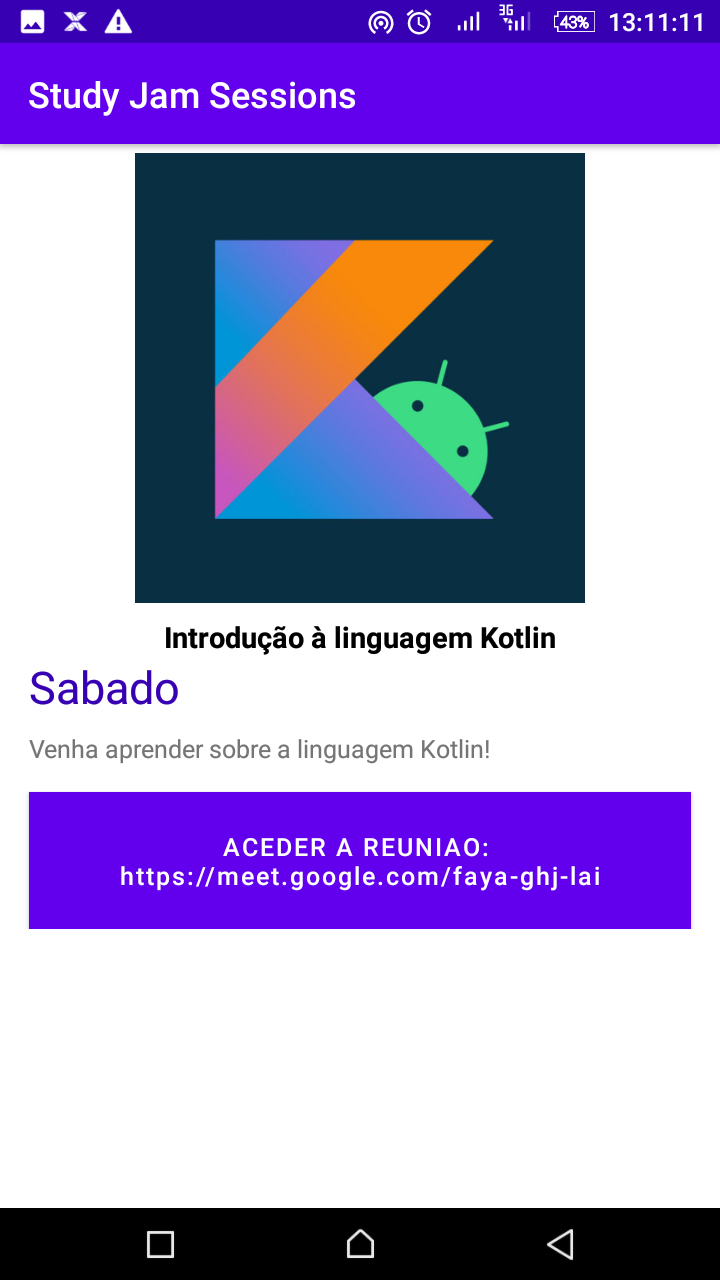 3G
43%
13:11:11
Study Jam Sessions
Introdução à linguagem Kotlin
Sabado
Venha aprender sobre a linguagem Kotlin!
ACEDER A REUNIAO:
https://meet.google.com/faya-ghj-lai